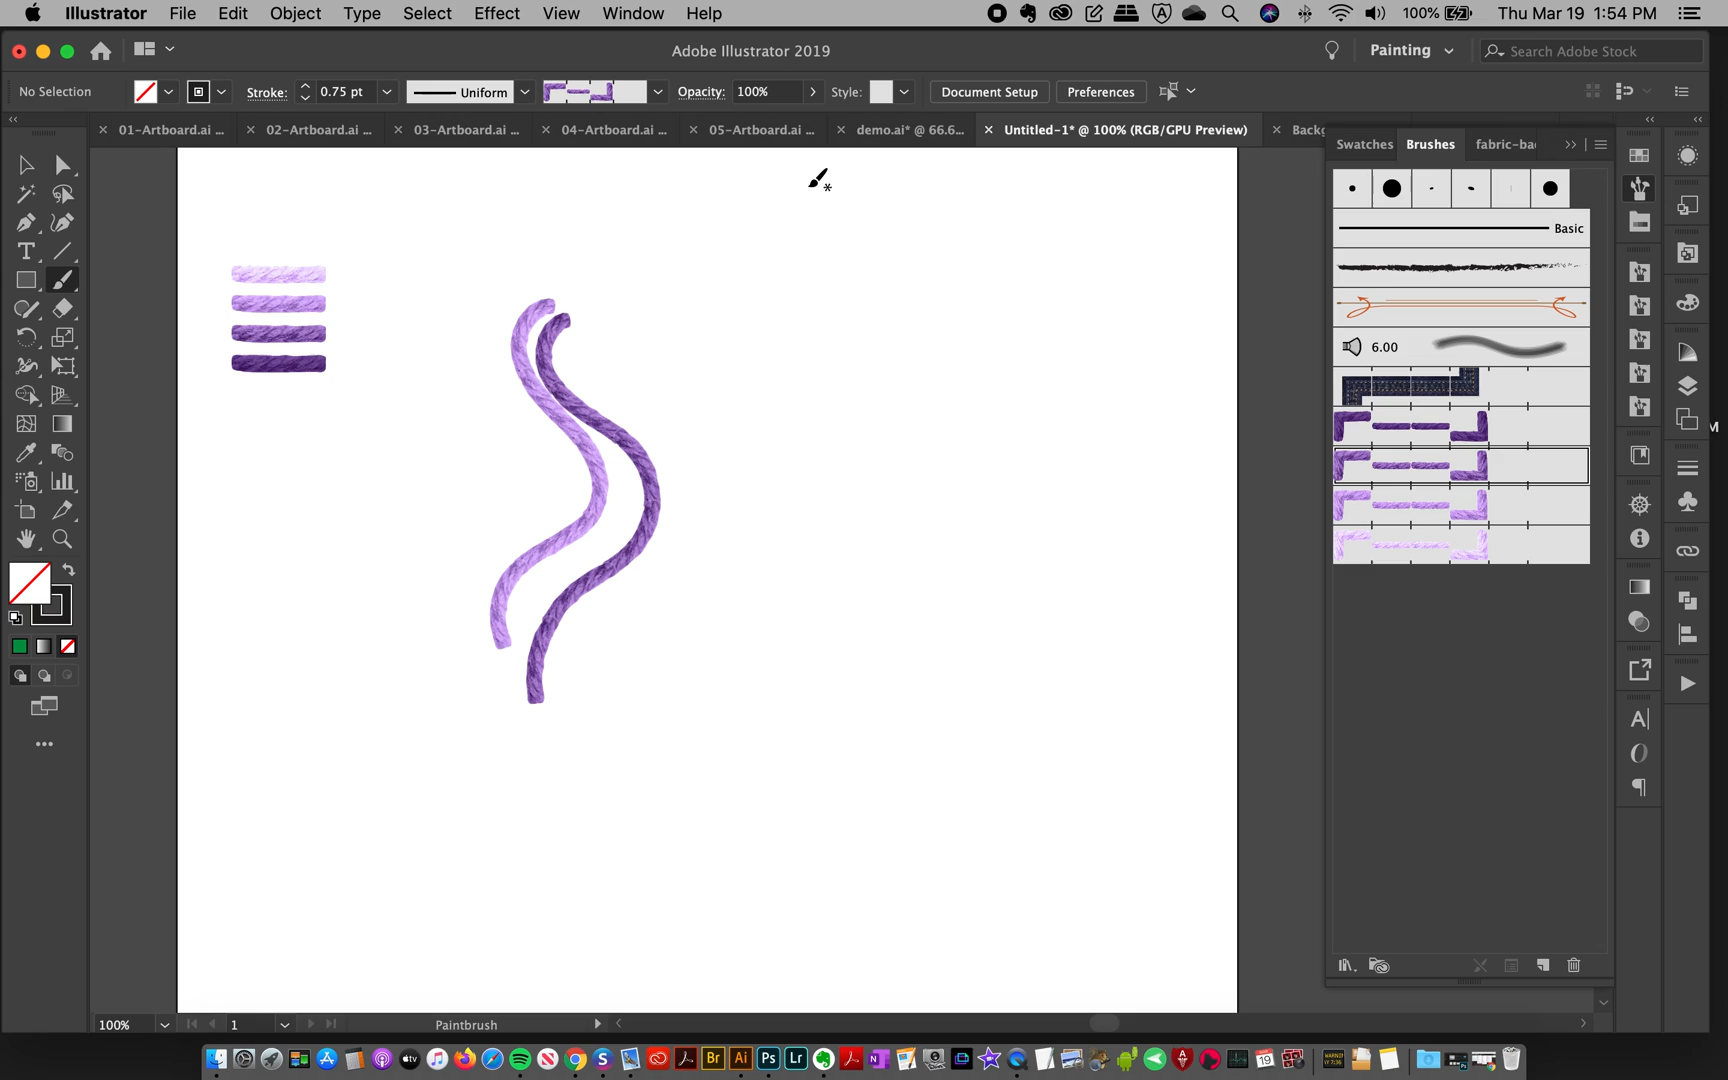 Illustrator File Edit Object Type Select Effect View Window Help 100% Thu Mar 19 1:54 PM
Adobe Illustrator 2019 Painting Search Adobe Stock
No Selection Stroke: 0.75 pt Uniform Opacity: 100% Style: Document Setup Preferences
01-Artboard.ai ... 02-Artboard.ai ... 03-Artboard.ai ... 04-Artboard.ai ... 05-Artboard.ai ... demo.ai* @ 66.6... Untitled-1* @ 100% (RGB/GPU Preview) Backg
Swatches Brushes fabric-ba
Basic
6.00
M
100% 1 Paintbrush